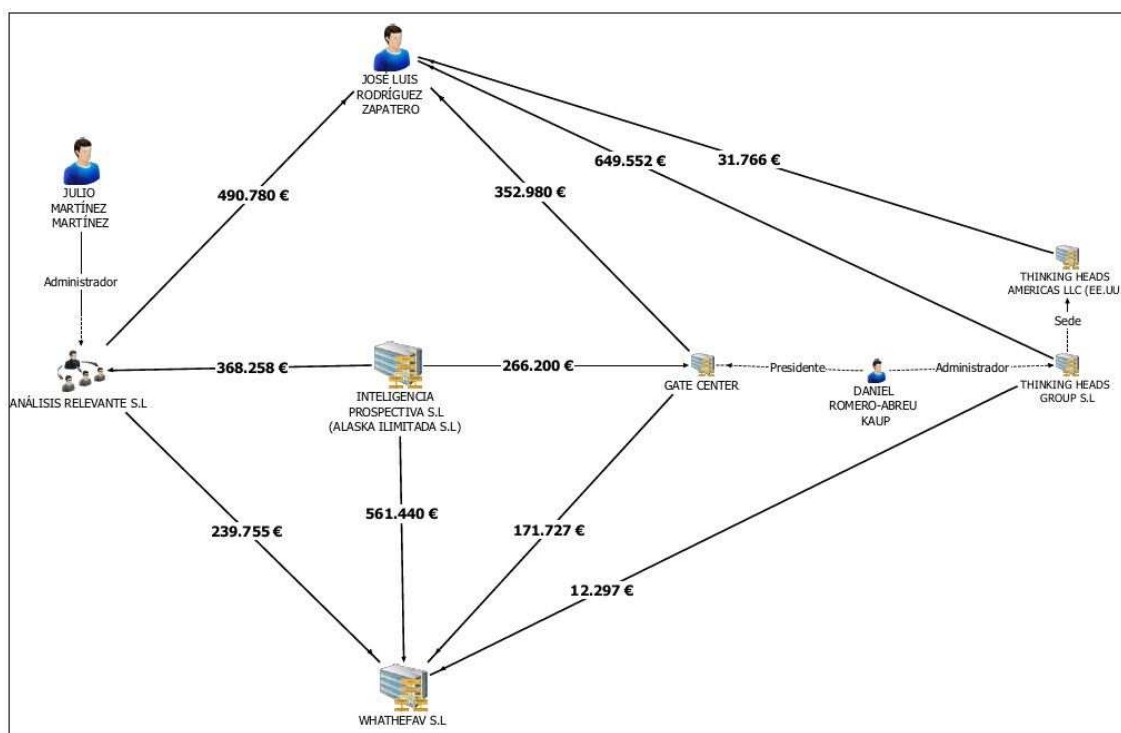 JOSÉ LUIS
RODRÍGUEZ
ZAPATERO
JULIO
MARTÍNEZ
MARTÍNEZ
649.552 €
31.766 €
490.780 €
352.980 €
Administrador
THINKING HEADS
AMERICAS LLC (EE.UU
Sede
368.258 €
266.200 €
Presidente
Administrador
ANÁLISIS RELEVANTE S.L
INTELIGENCIA
PROSPECTIVA S.L
(ALASKA ILIMITADA S.L)
GATE CENTER
DANIEL
ROMERO-ABREU
KAUP
THINKING HEADS
GROUP S.L
239.755 €
561.440 €
171.727 €
12.297 €
WHATHEFAV S.L